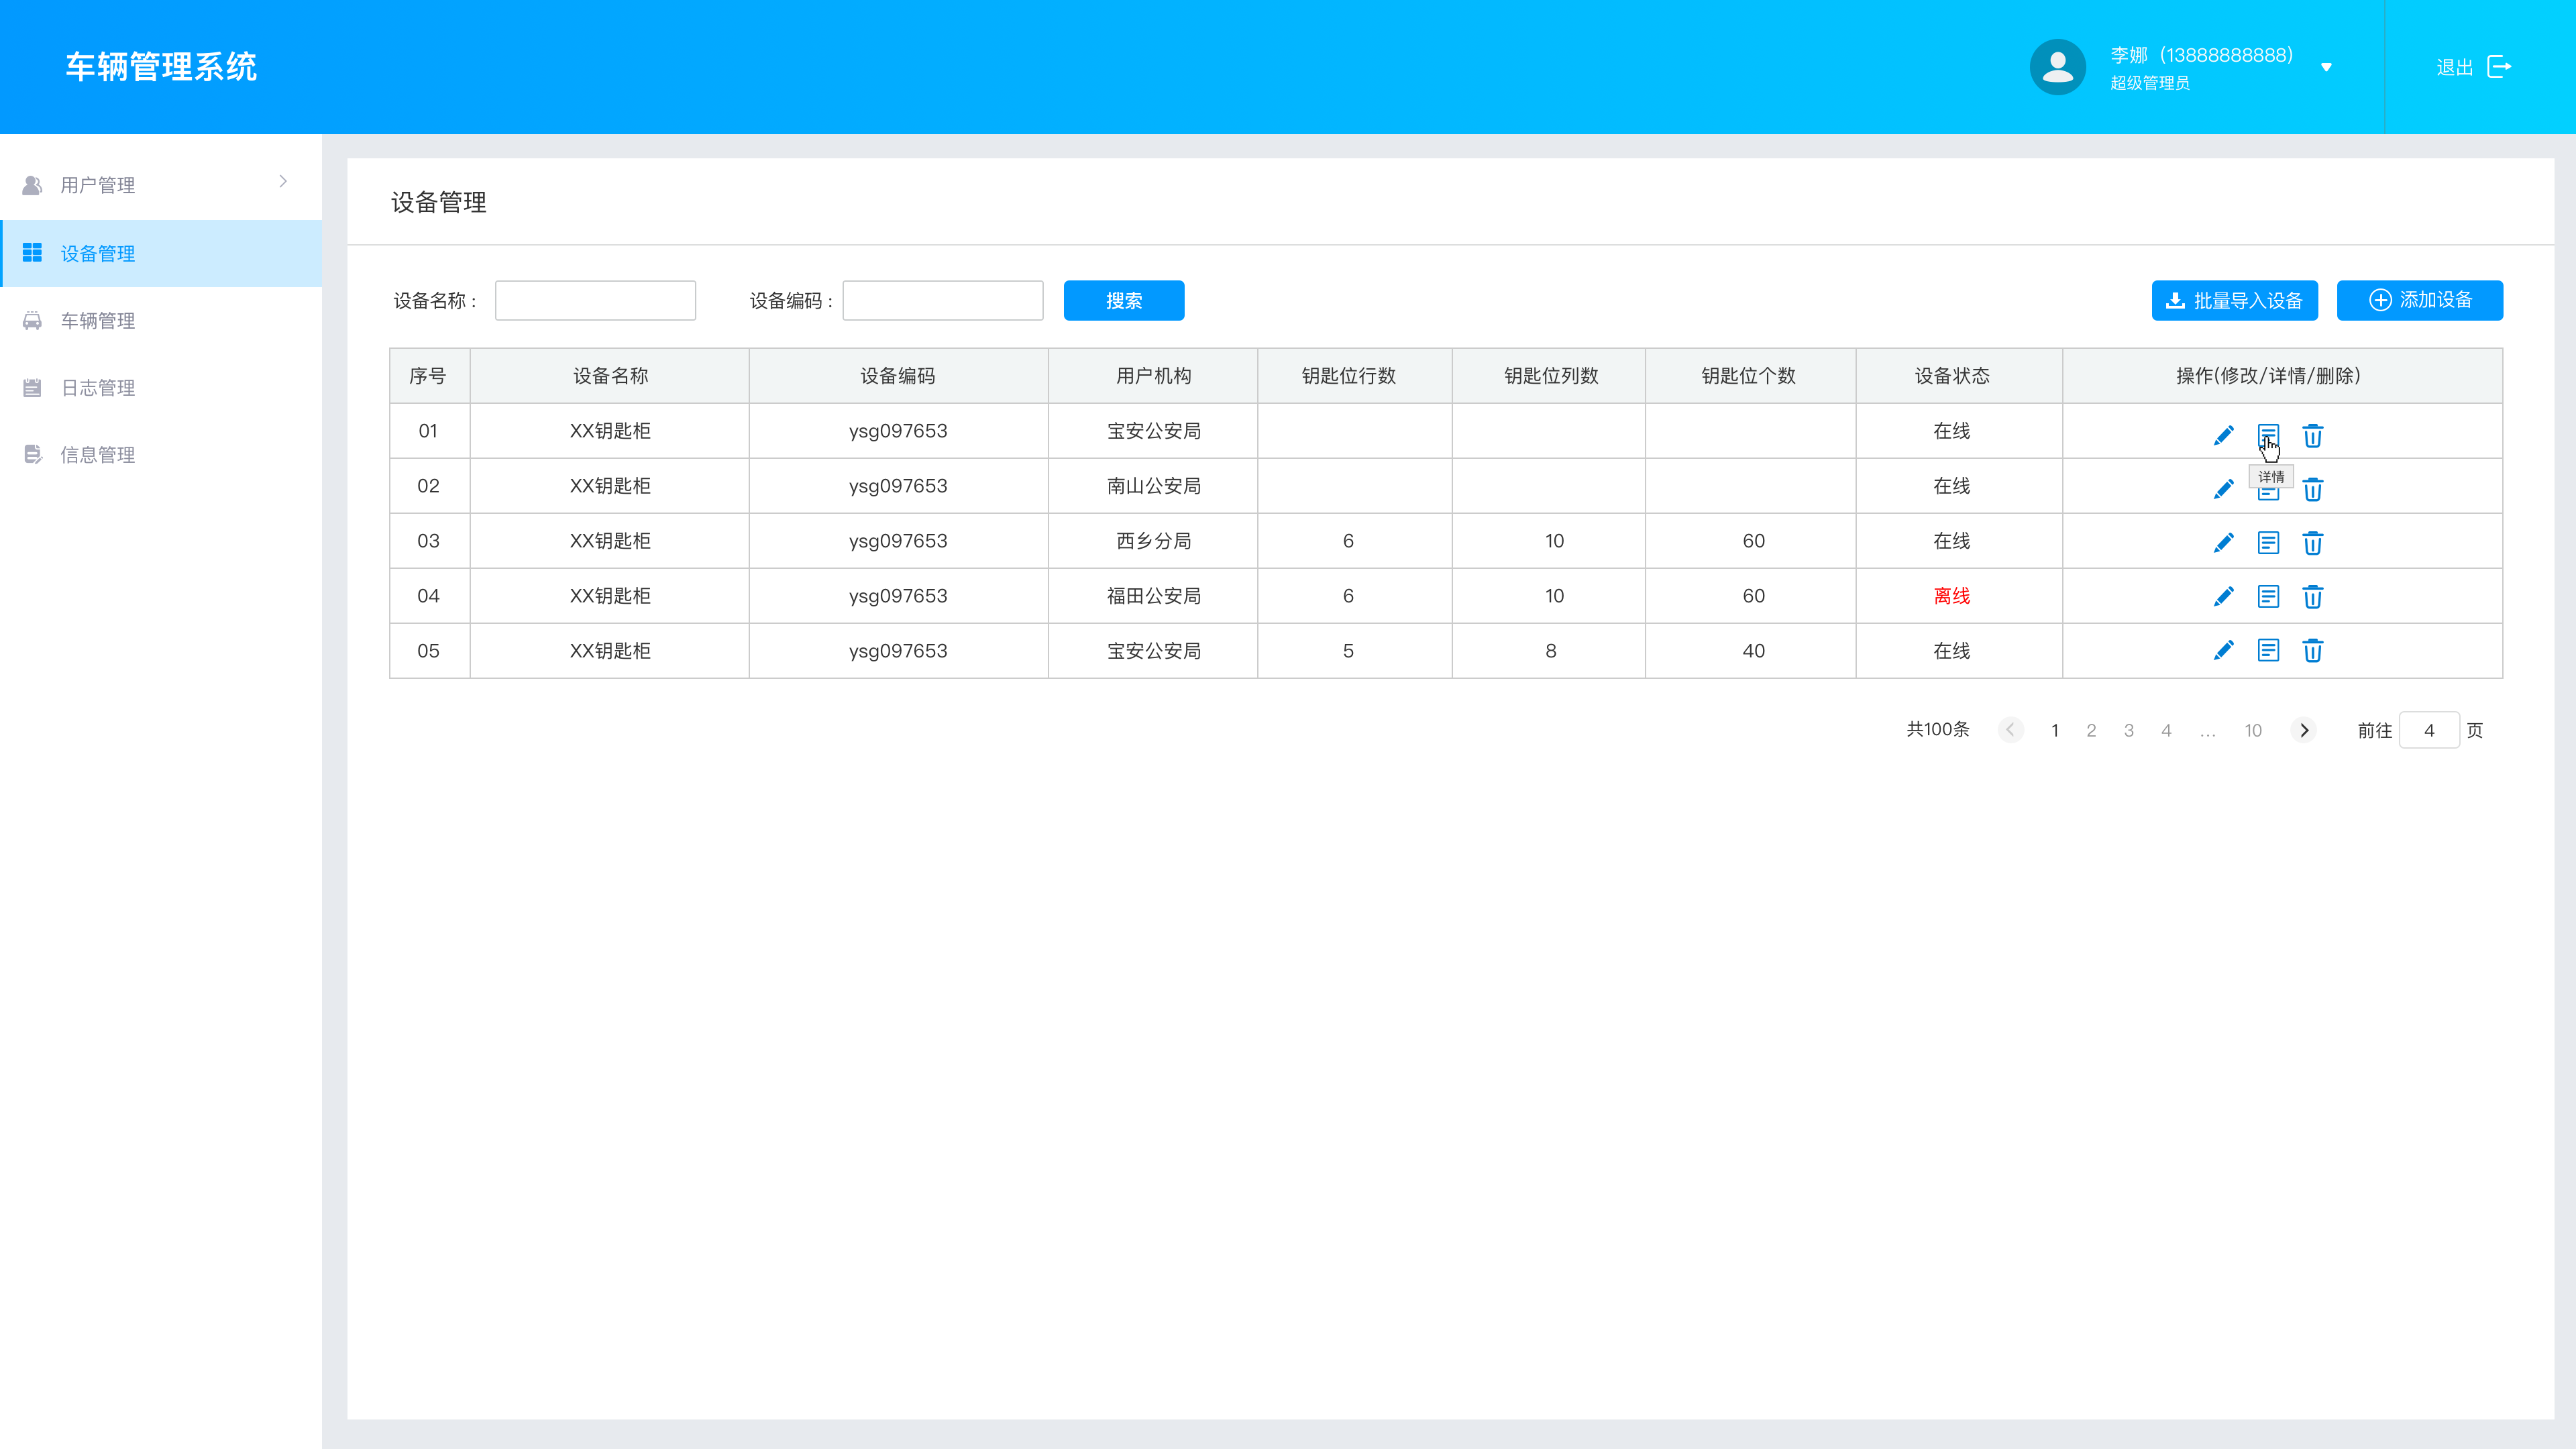 车辆管理系统
李娜（13888888888）
超级管理员
退出
用户管理
设备管理
车辆管理
日志管理
信息管理
设备管理
设备名称：
设备编码：
搜索
批量导入设备
添加设备
序号 设备名称 设备编码 用户机构 钥匙位行数 钥匙位列数 钥匙位个数 设备状态 操作(修改/详情/删除)
01 XX钥匙柜 ysg097653 宝安公安局 在线
详情
02 XX钥匙柜 ysg097653 南山公安局 在线
03 XX钥匙柜 ysg097653 西乡分局 6 10 60 在线
04 XX钥匙柜 ysg097653 福田公安局 6 10 60 离线
05 XX钥匙柜 ysg097653 宝安公安局 5 8 40 在线
共100条 1 2 3 4 ... 10 前往 4 页